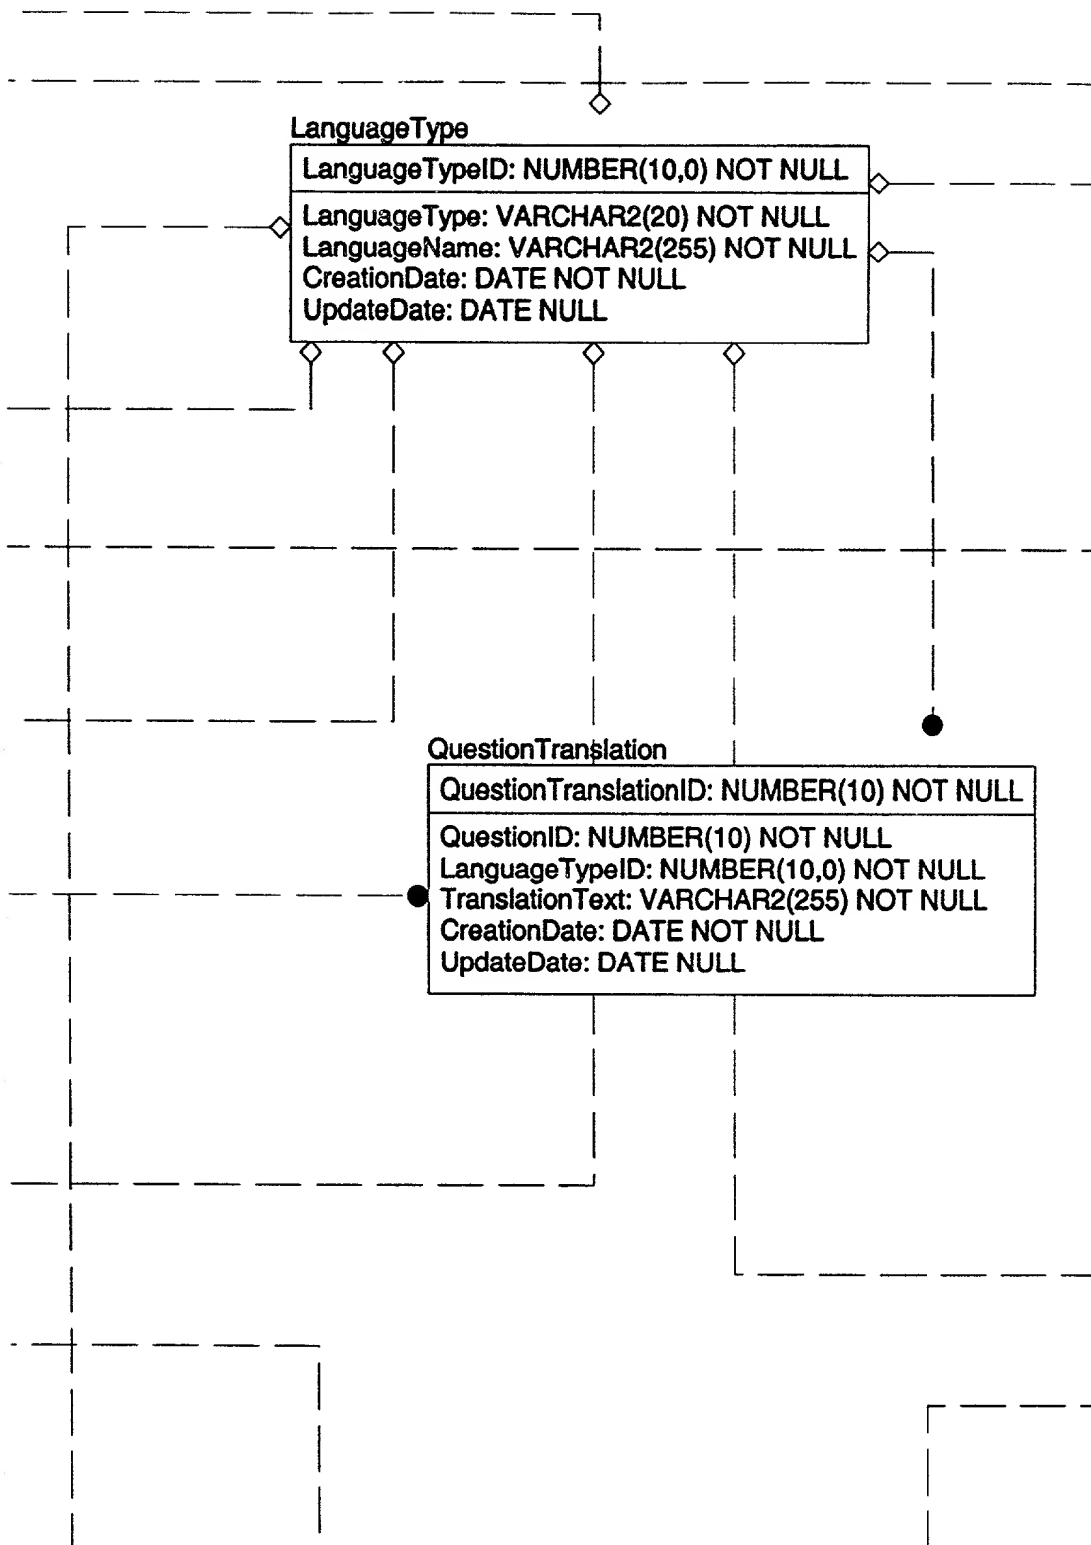 LanguageType
LanguageTypeID: NUMBER(10,0) NOT NULL
LanguageType: VARCHAR2(20) NOT NULL
LanguageName: VARCHAR2(255) NOT NULL
CreationDate: DATE NOT NULL
UpdateDate: DATE NULL
QuestionTranslation
QuestionTranslationID: NUMBER(10) NOT NULL
QuestionID: NUMBER(10) NOT NULL
LanguageTypeID: NUMBER(10,0) NOT NULL
TranslationText: VARCHAR2(255) NOT NULL
CreationDate: DATE NOT NULL
UpdateDate: DATE NULL